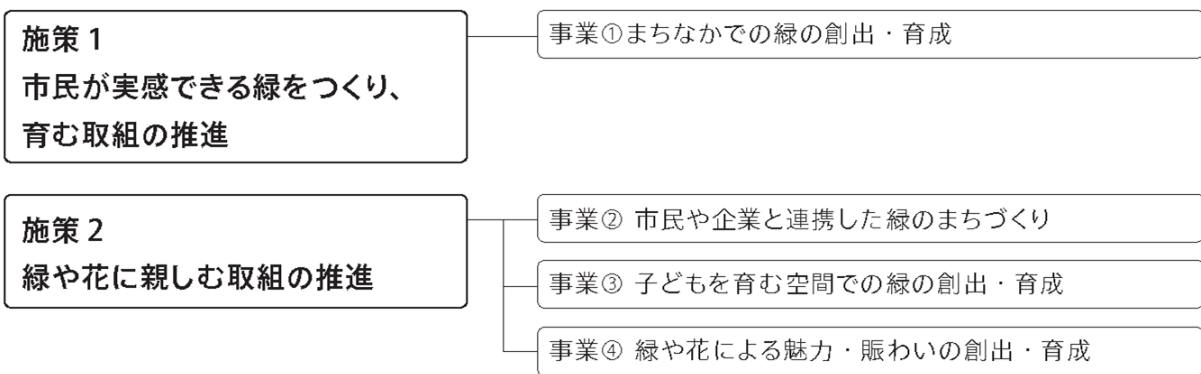 施策 1
市民が実感できる緑をつくり、
育む取組の推進
事業①まちなかでの緑の創出・育成
施策 2
緑や花に親しむ取組の推進
事業② 市民や企業と連携した緑のまちづくり
事業③ 子どもを育む空間での緑の創出・育成
事業④ 緑や花による魅力・賑わいの創出・育成